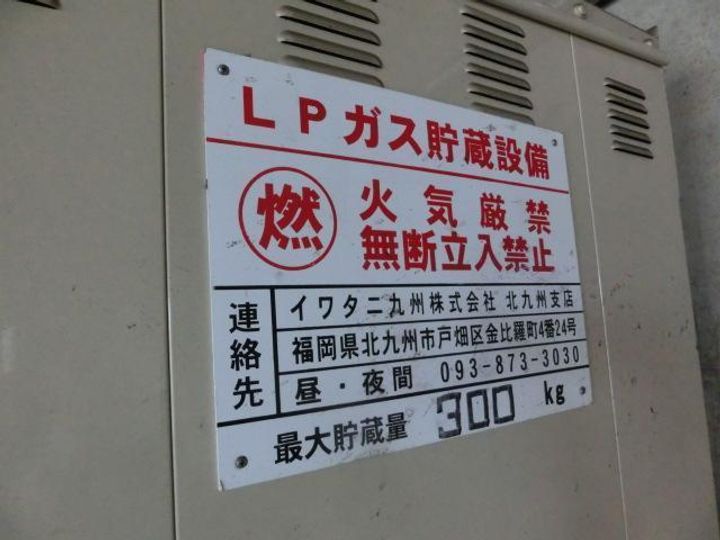 LPガス貯蔵設備
燃
火気厳禁
無断立入禁止
連絡先
イワタニ九州株式会社 北九州支店
福岡県北九州市戸畑区金比羅町4番24号
昼・夜間 093-873-3030
最大貯蔵量 300 kg